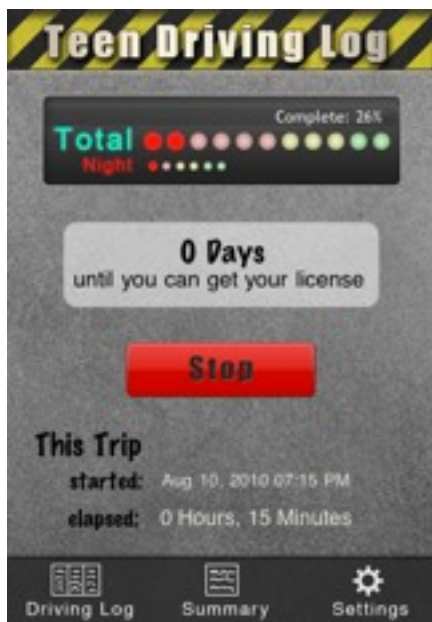 Teen Driving Log
Complete: 26%
Total
Night
0 Days
until you can get your license
Stop
This Trip
started: Aug 10, 2010 07:15 PM
elapsed: 0 Hours, 15 Minutes
Driving Log Summary Settings